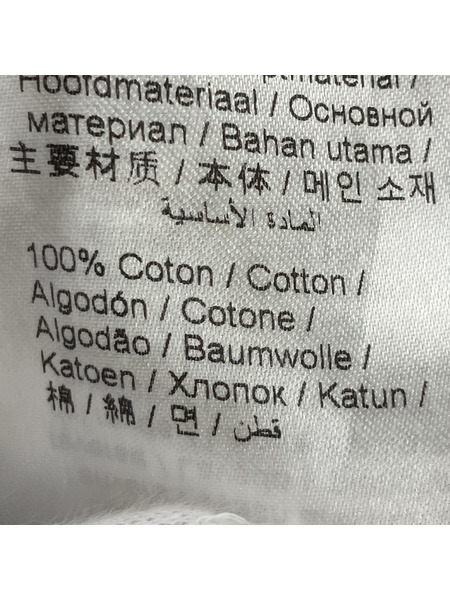 Hoofdmateriaal / Основной
материал / Bahan utama /
主要材质 / 本体 / 메인 소재
المادة الأساسية
100% Coton / Cotton /
Algodón / Cotone /
Algodão / Baumwolle /
Katoen / Хлопок / Katun /
棉 / 綿 / 면 / قطن